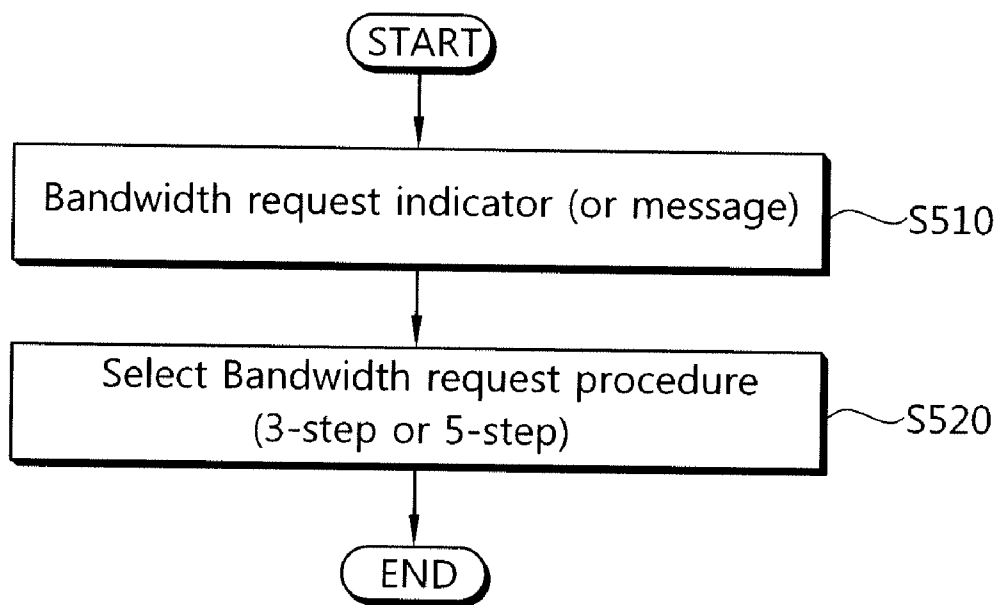 START
Bandwidth request indicator (or message)
S510
Select Bandwidth request procedure
(3-step or 5-step)
S520
END